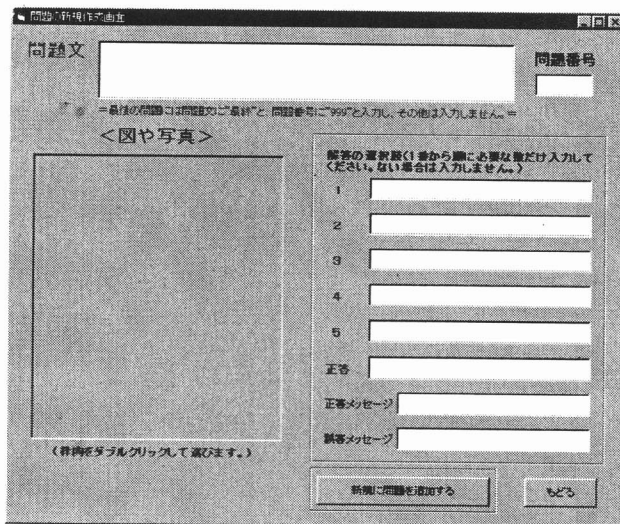 問題の新規作成画面
問題文
問題番号
=最後の問題には問題文に"最終"と、問題番号に"999"と入力し、その他は入力しません。=
<図や写真>
解答の選択肢(1番から順に必要な数だけ入力して
ください。ない場合は入力しません。)
1
2
3
4
5
正答
正答メッセージ
誤答メッセージ
(枠内をダブルクリックして選びます。)
新規に問題を追加する
もどる